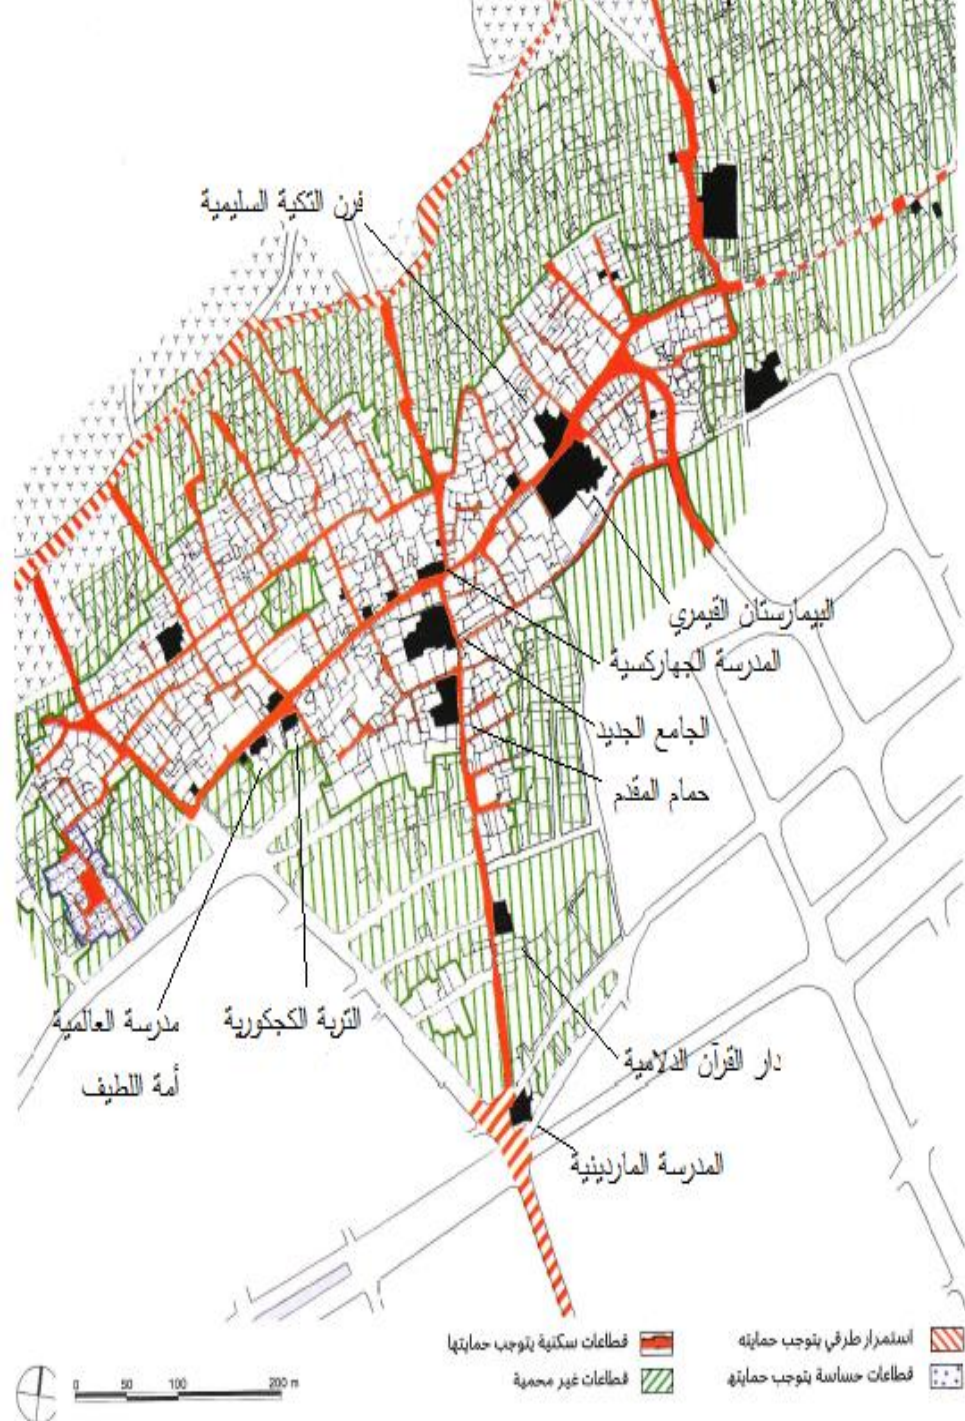 فرن التكية السليمية
البيمارستان القيمري
المدرسة الجهاركسية
الجامع الجديد
حمام المقدم
مدرسة العالمية
أمة اللطيف
التربة الكجكورية
دار القرآن الدلامية
المدرسة الماردينية
استمرار طرقي يتوجب حمايته
قطاعات سكنية يتوجب حمايتها
قطاعات حساسة يتوجب حمايتها
قطاعات غير محمية
0 50 100 200 m